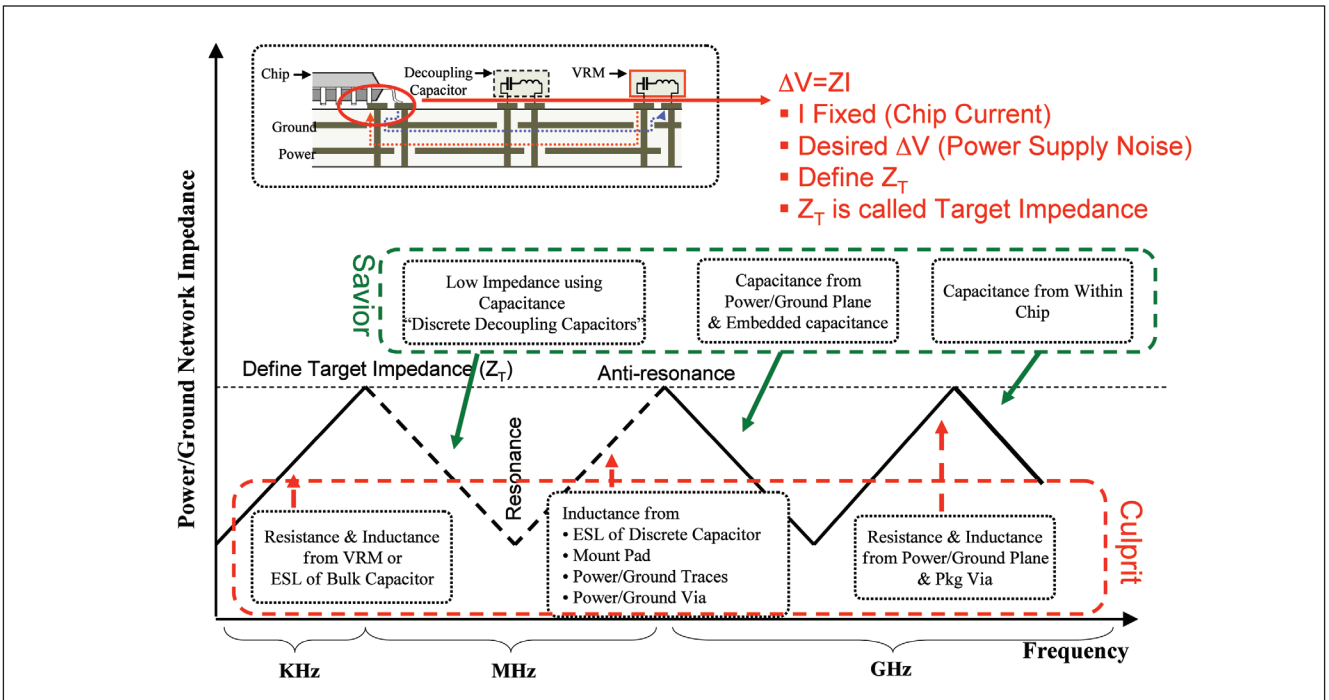 Chip
Decoupling
Capacitor
VRM
Ground
Power
ΔV=ZI
▪ I Fixed (Chip Current)
▪ Desired ΔV (Power Supply Noise)
▪ Define Z_T
▪ Z_T is called Target Impedance
Power/Ground Network Impedance
Savior
Low Impedance using
Capacitance
“Discrete Decoupling Capacitors”
Capacitance from
Power/Ground Plane
& Embedded capacitance
Capacitance from Within
Chip
Define Target Impedance (Z_T)
Anti-resonance
Resonance
Culprit
Resistance & Inductance
from VRM or
ESL of Bulk Capacitor
Inductance from
• ESL of Discrete Capacitor
• Mount Pad
• Power/Ground Traces
• Power/Ground Via
Resistance & Inductance
from Power/Ground Plane
& Pkg Via
Frequency
KHz
MHz
GHz